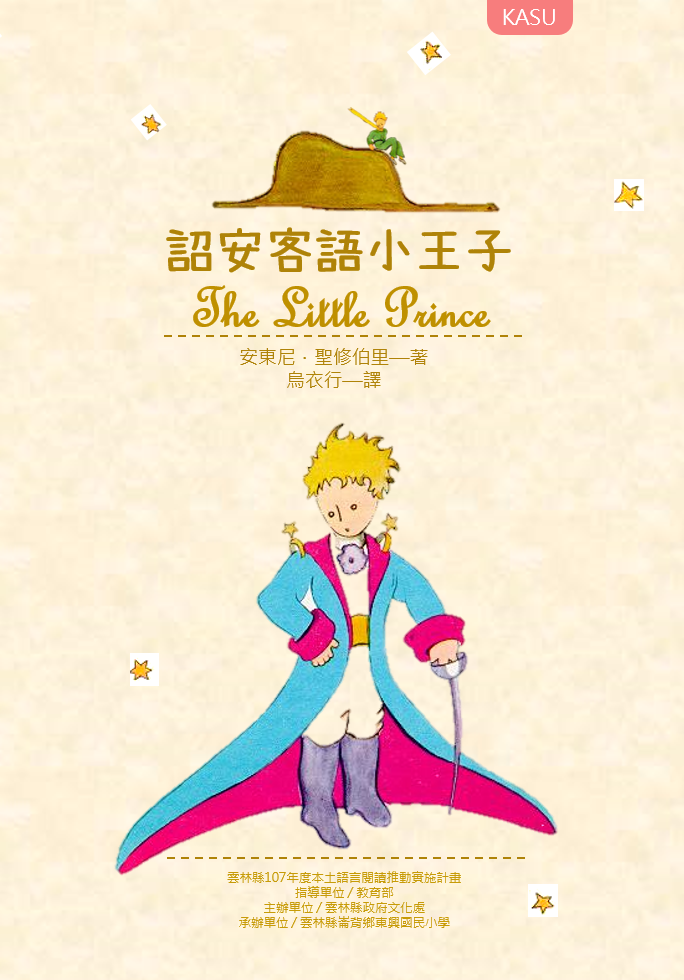 KASU
詔安客語小王子
The Little Prince
安東尼·聖修伯里—著
烏衣行—譯
雲林縣107年度本土語言閱讀推動實施計畫
指導單位/教育部
主辦單位/雲林縣政府文化處
承辦單位/雲林縣崙背鄉東興國民小學